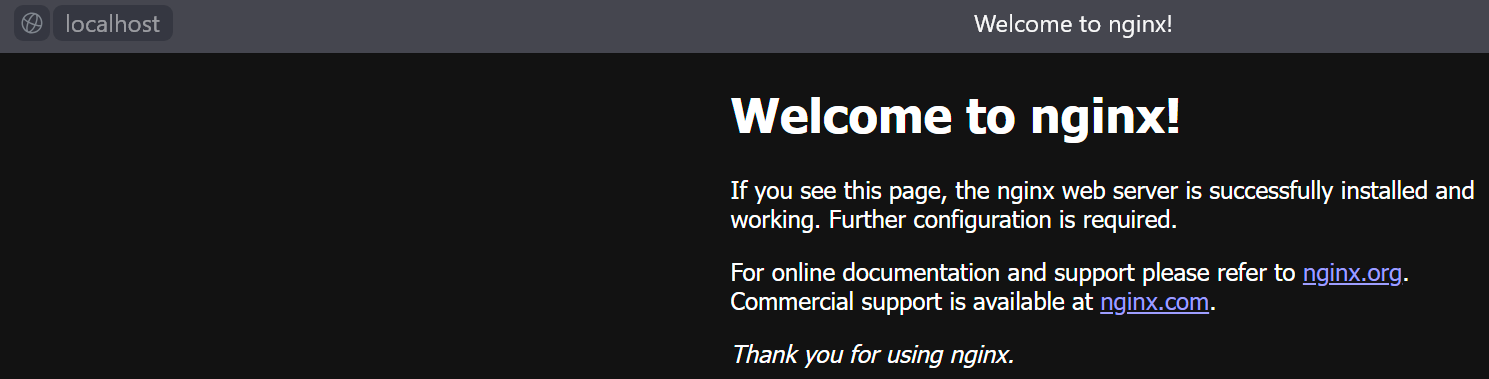 localhost
Welcome to nginx!
Welcome to nginx!
If you see this page, the nginx web server is successfully installed and
working. Further configuration is required.
For online documentation and support please refer to nginx.org.
Commercial support is available at nginx.com.
Thank you for using nginx.